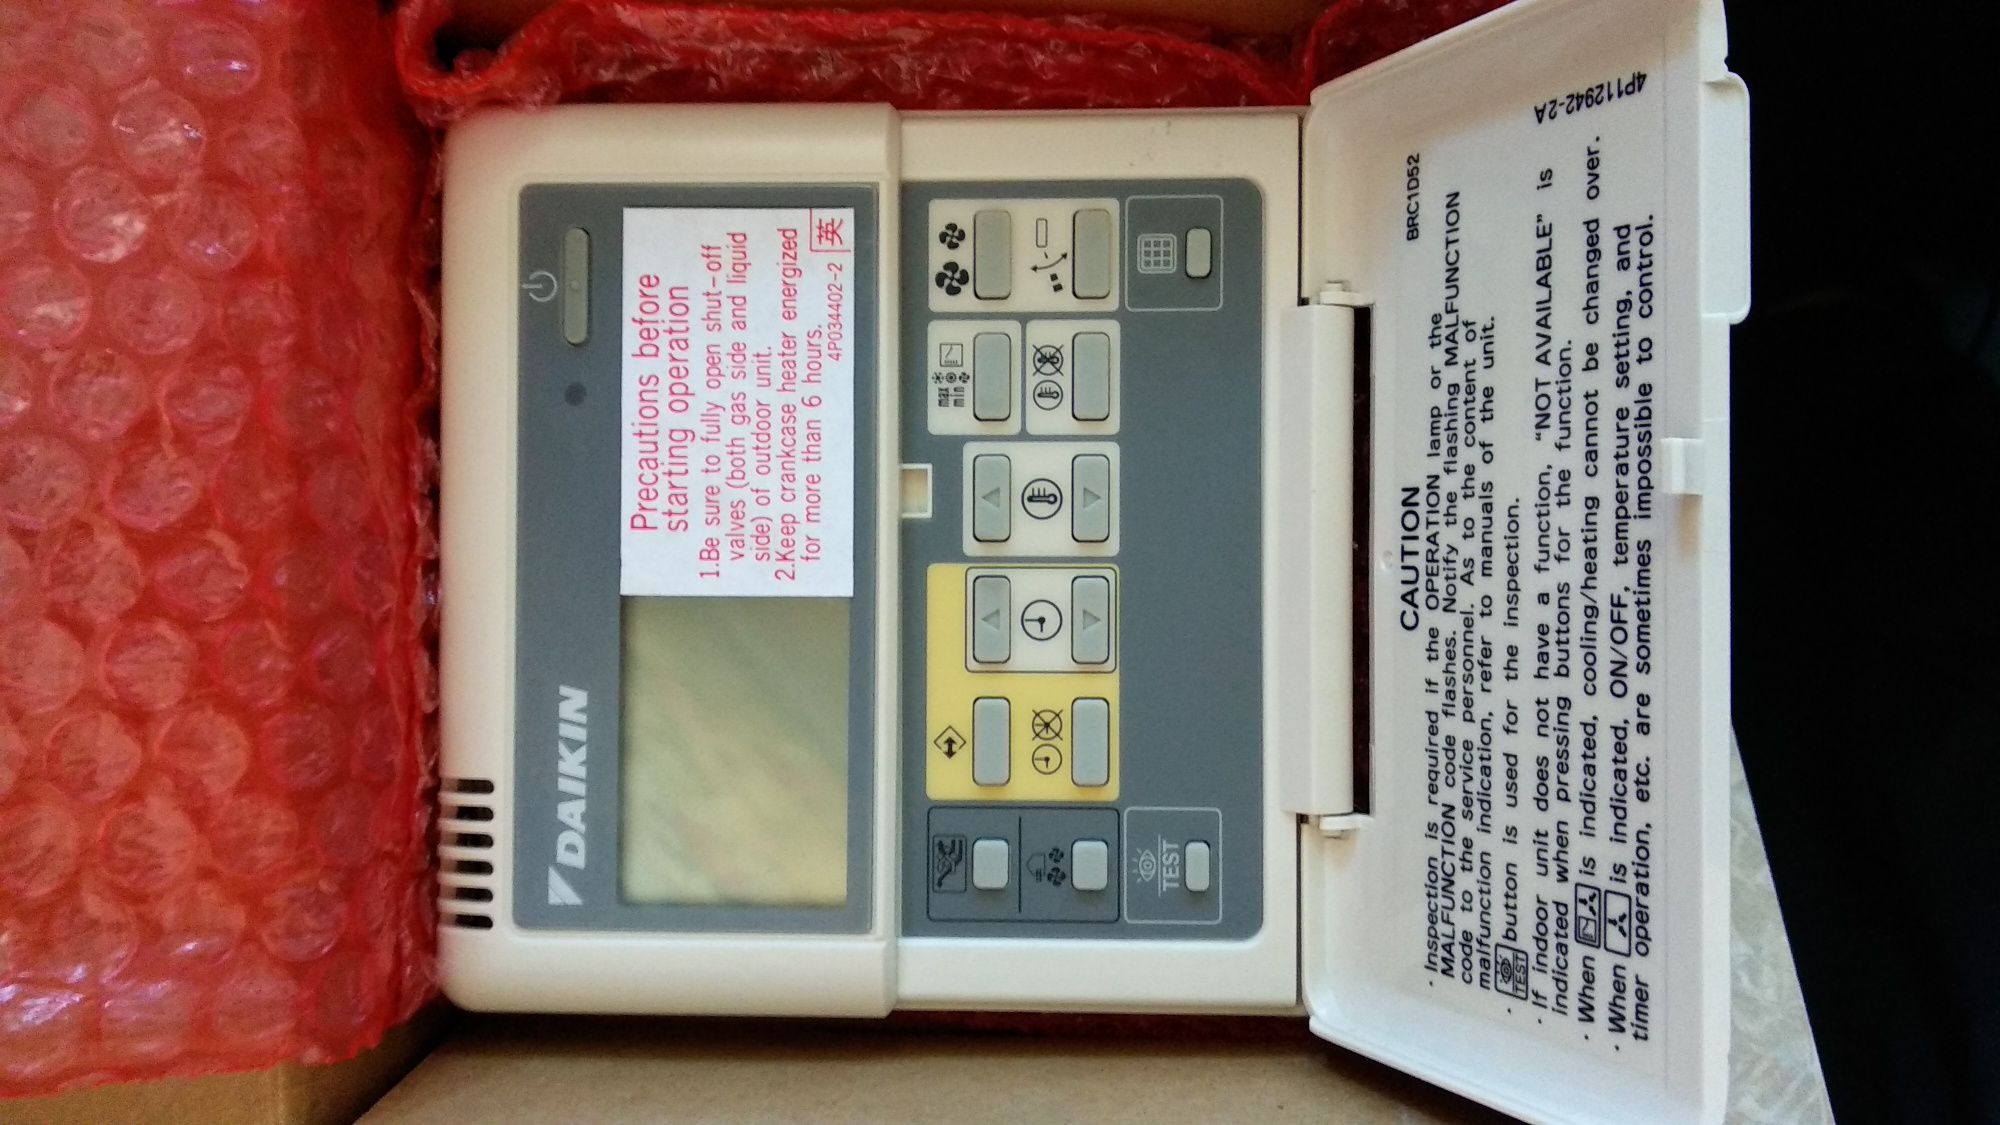 DAIKIN
Precautions before
starting operation
1.Be sure to fully open shut-off
valves (both gas side and liquid
side) of outdoor unit.
2.Keep crankcase heater energized
for more than 6 hours.
4P034402-2 英
max
min
TEST
BRC1D52
4P112942-2A
CAUTION
· Inspection is required if the OPERATION lamp or the
MALFUNCTION code flashes. Notify the flashing MALFUNCTION
code to the service personnel. As to the content of
malfunction indication, refer to manuals of the unit.
· TEST button is used for the inspection.
· If indoor unit does not have a function, "NOT AVAILABLE" is
indicated when pressing buttons for the function.
· When is indicated, cooling/heating cannot be changed over.
· When is indicated, ON/OFF, temperature setting, and
timer operation, etc. are sometimes impossible to control.